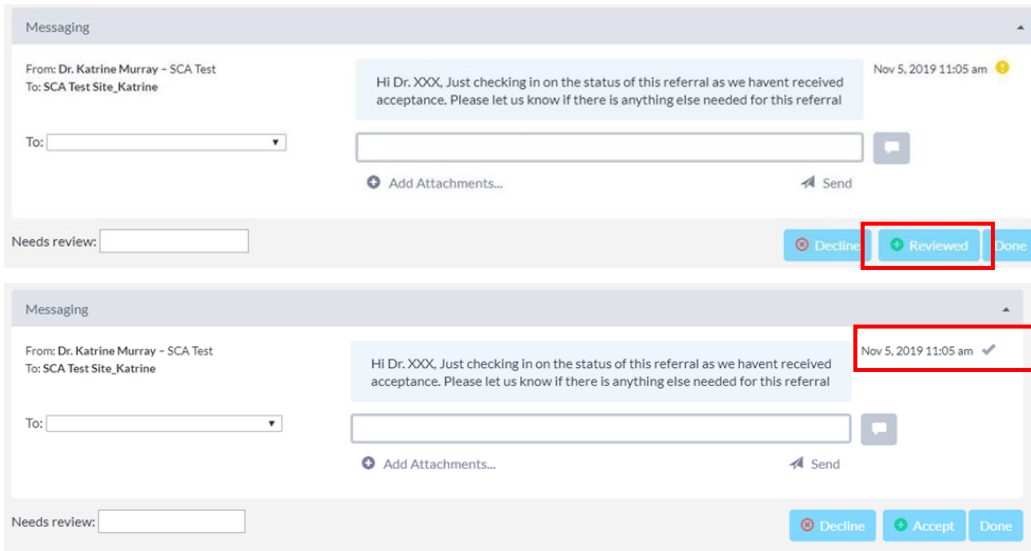 Messaging
From: Dr. Katrine Murray – SCA Test
To: SCA Test Site_Katrine
Hi Dr. XXX, Just checking in on the status of this referral as we havent received
acceptance. Please let us know if there is anything else needed for this referral
Nov 5, 2019 11:05 am
To:
Add Attachments...
Send
Needs review:
Decline
Reviewed
Done
Messaging
From: Dr. Katrine Murray – SCA Test
To: SCA Test Site_Katrine
Hi Dr. XXX, Just checking in on the status of this referral as we havent received
acceptance. Please let us know if there is anything else needed for this referral
Nov 5, 2019 11:05 am
To:
Add Attachments...
Send
Needs review:
Decline
Accept
Done